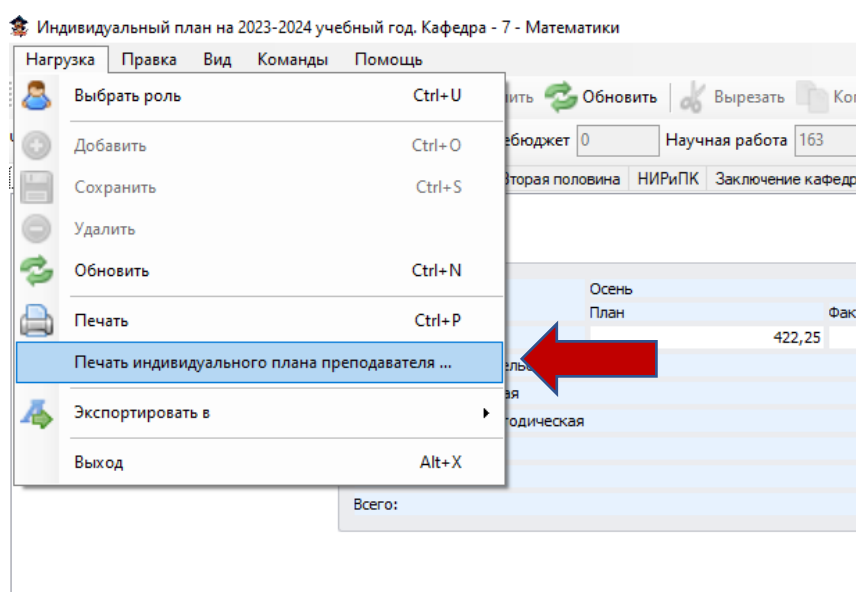 Индивидуальный план на 2023-2024 учебный год. Кафедра - 7 - Математики
Нагрузка Правка Вид Команды Помощь
Выбрать роль Ctrl+U
Обновить Вырезать
Добавить Ctrl+O
0 Научная работа 163
Сохранить Ctrl+S
Вторая половина НИРиПК Заключение
Удалить
Обновить Ctrl+N
Осень
План
Печать Ctrl+P
422,25
Печать индивидуального плана преподавателя ...
Экспортировать в
Выход Alt+X
Всего: